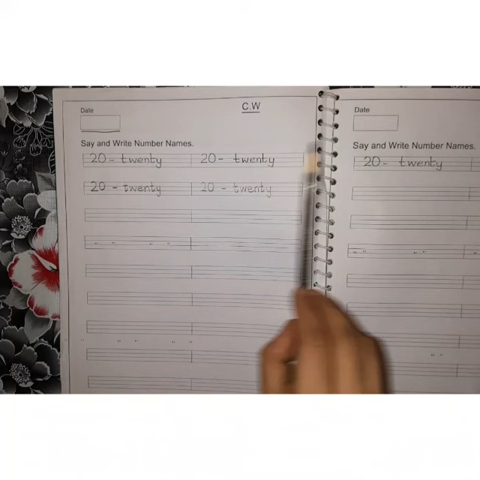 C.W
Date
Say and Write Number Names.
20 - twenty 20 - twenty
20 - twenty 20 - twenty
Date
Say and Write Number Names.
20 - twenty